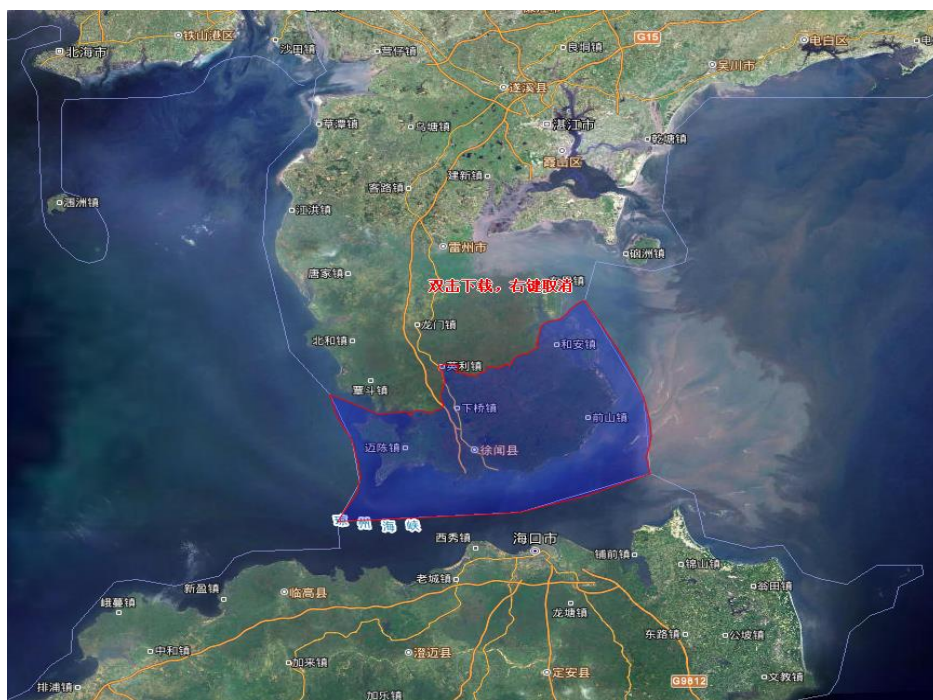 铁山港区
北海市
沙田镇
营仔镇
良垌镇
G15
电白区
吴川市
遂溪县
草潭镇
乌塘镇
湛江市
乾塘镇
霞山区
建新镇
客路镇
涠洲镇
江洪镇
雷州市
硇洲镇
唐家镇
双击下载，右键取消
龙门镇
北和镇
和安镇
英利镇
覃斗镇
下桥镇
前山镇
迈陈镇
徐闻县
琼州海峡
西秀镇
海口市
铺前镇
锦山镇
老城镇
翁田镇
新盈镇
临高县
峨蔓镇
龙塘镇
东路镇
公坡镇
中和镇
澄迈县
加来镇
定安县
G9812
文教镇
排浦镇
加乐镇